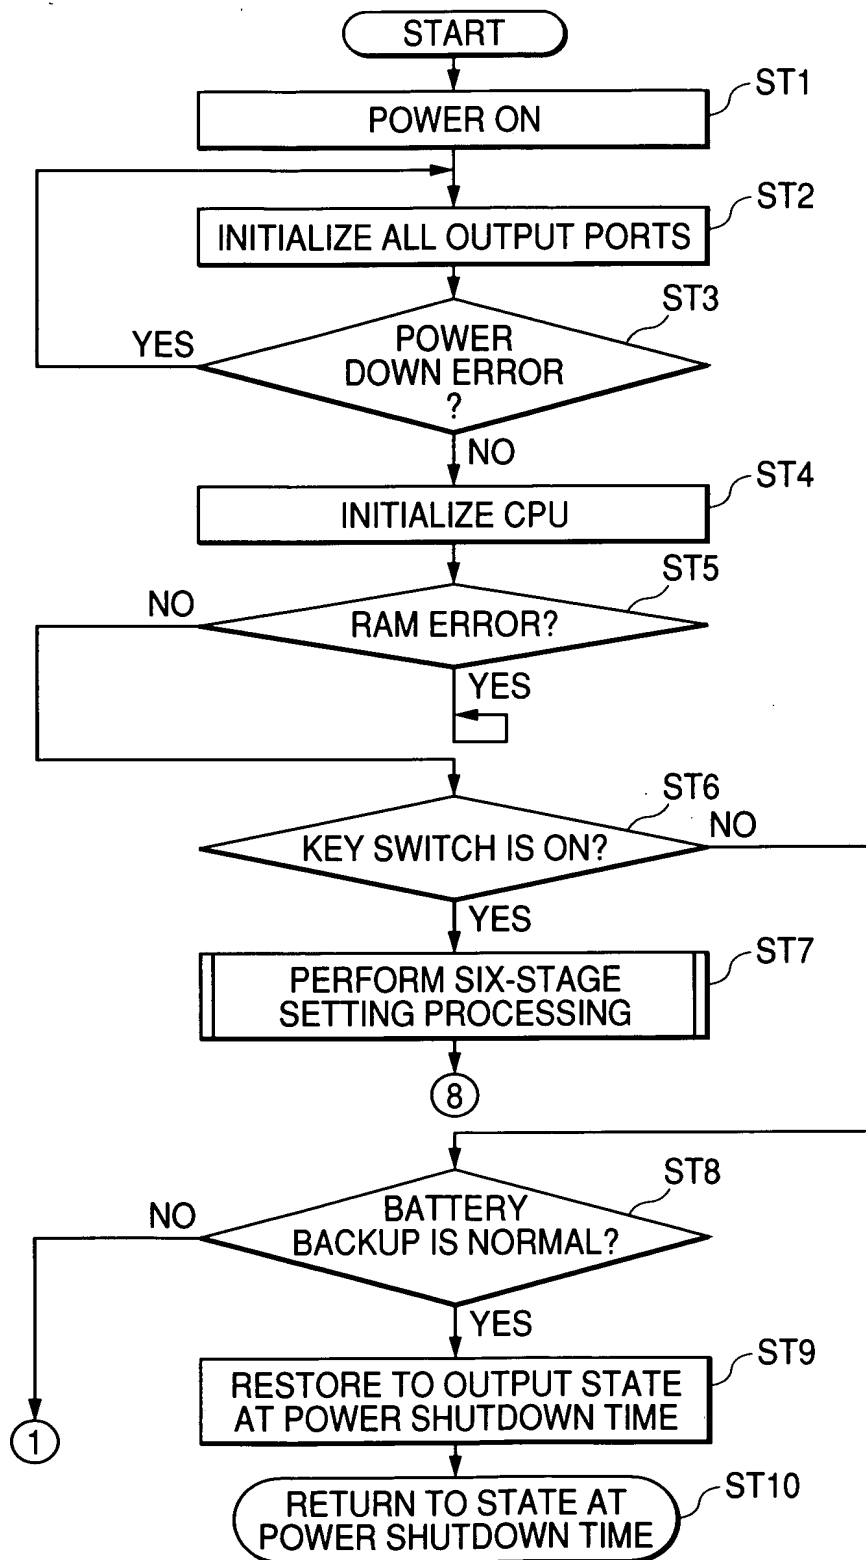 START
ST1
POWER ON
ST2
INITIALIZE ALL OUTPUT PORTS
ST3
YES
POWER
DOWN ERROR
?
NO
ST4
INITIALIZE CPU
ST5
NO
RAM ERROR?
YES
ST6
NO
KEY SWITCH IS ON?
YES
ST7
PERFORM SIX-STAGE
SETTING PROCESSING
8
ST8
NO
BATTERY
BACKUP IS NORMAL?
YES
ST9
RESTORE TO OUTPUT STATE
AT POWER SHUTDOWN TIME
1
ST10
RETURN TO STATE AT
POWER SHUTDOWN TIME